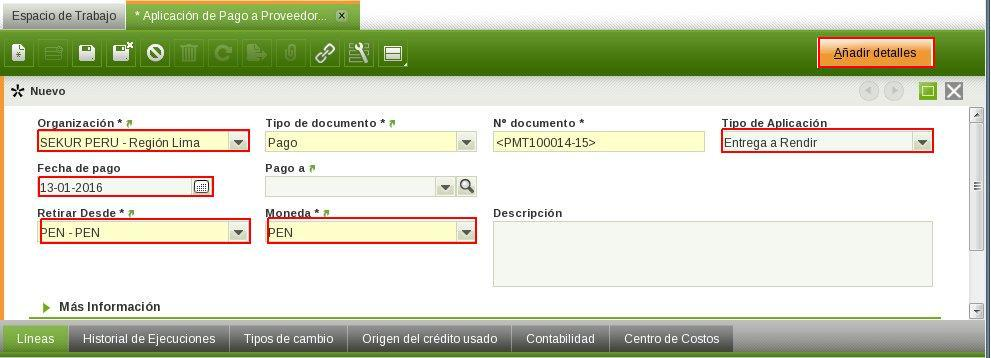 Espacio de Trabajo
* Aplicación de Pago a Proveedor...
Añadir detalles
Nuevo
Organización *
Tipo de documento *
Nº documento *
Tipo de Aplicación
SEKUR PERU - Región Lima
Pago
<PMT100014-15>
Entrega a Rendir
Fecha de pago
Pago a
13-01-2016
Retirar Desde *
Moneda *
Descripción
PEN - PEN
PEN
Más Información
Líneas
Historial de Ejecuciones
Tipos de cambio
Origen del crédito usado
Contabilidad
Centro de Costos